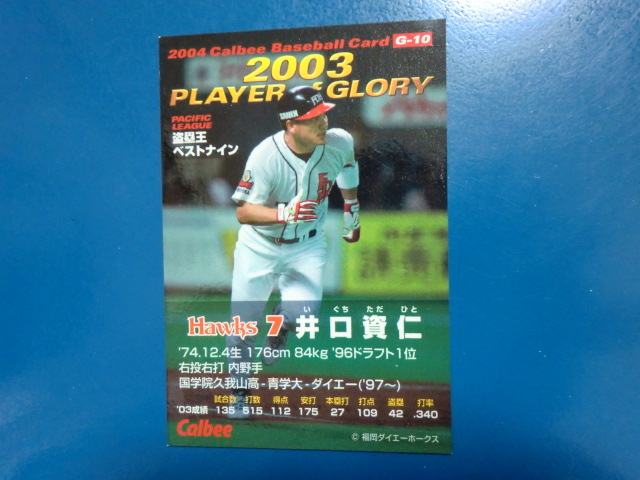 2004 Calbee Baseball Card G-10
2003
PLAYER of GLORY
PACIFIC
LEAGUE
盗塁王
ベストナイン
い ぐち ただ ひと
Hawks 7 井口資仁
'74.12.4生 176cm 84kg '96ドラフト1位
右投右打 内野手
国学院久我山高-青学大-ダイエー('97〜)
試合数 打数 得点 安打 本塁打 打点 盗塁 打率
'03成績 135 515 112 175 27 109 42 .340
Calbee
© 福岡ダイエーホークス